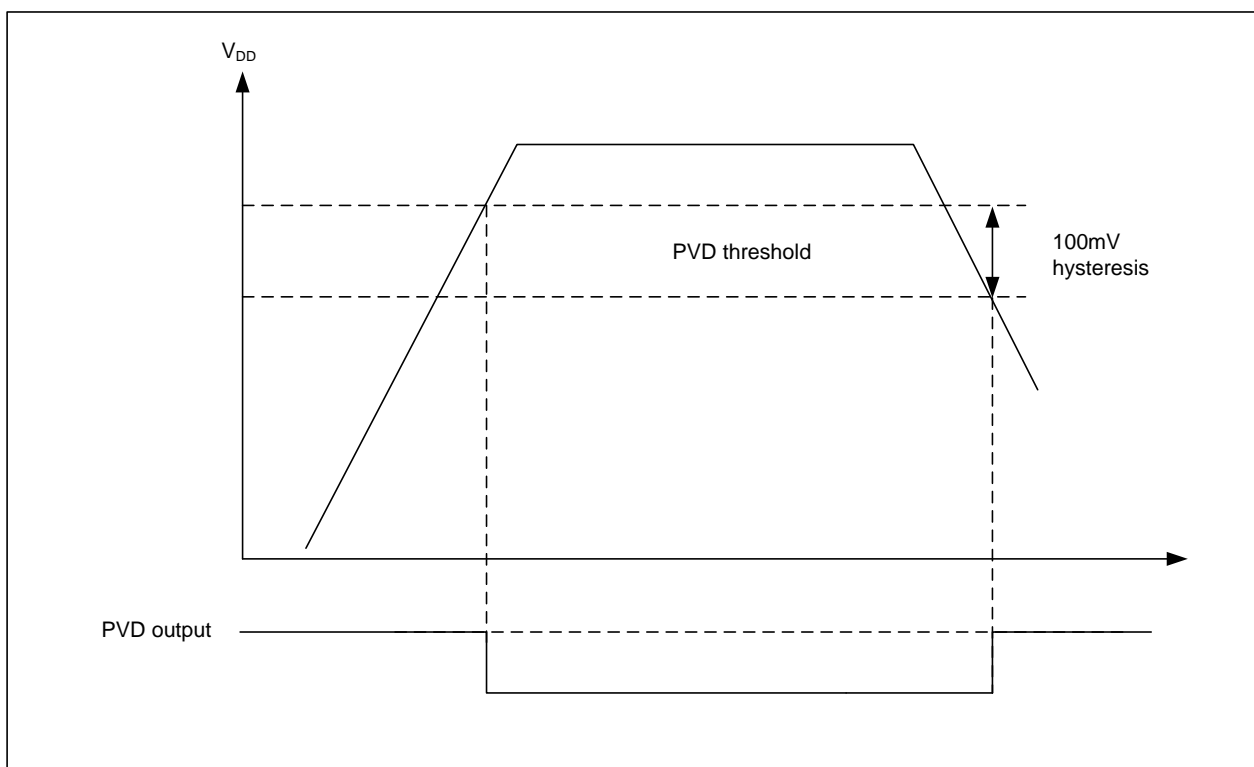 VDD
PVD threshold
100mV
hysteresis
PVD output